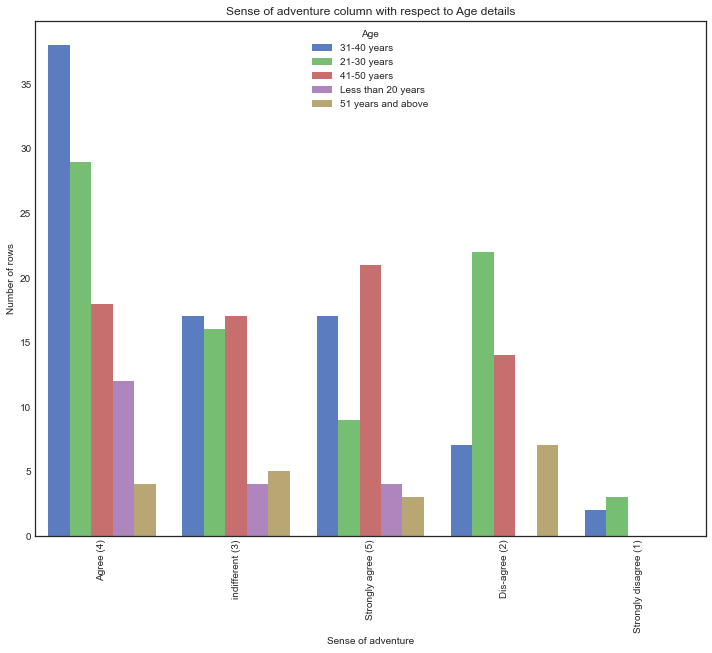 Sense of adventure column with respect to Age details
Age
31-40 years
21-30 years
41-50 yaers
Less than 20 years
51 years and above
Number of rows
35
30
25
20
15
10
5
0
Agree (4)
indifferent (3)
Strongly agree (5)
Dis-agree (2)
Strongly disagree (1)
Sense of adventure